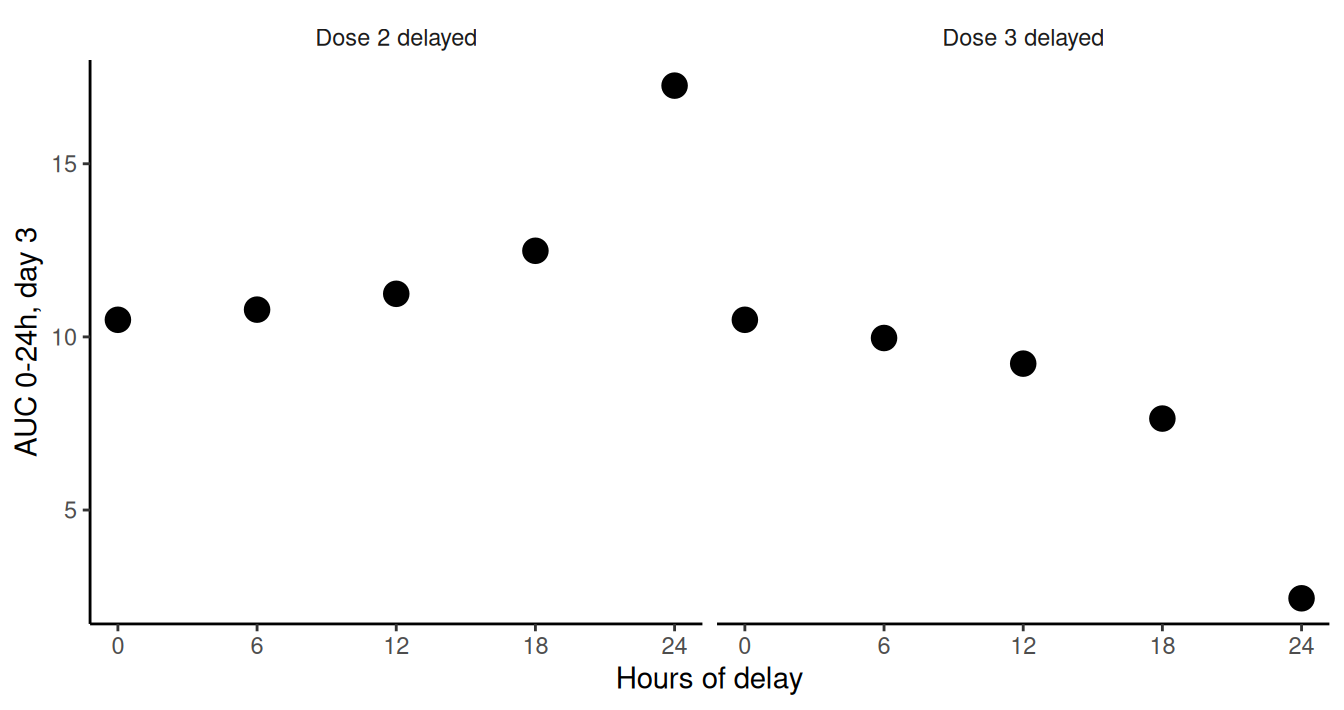 Dose 2 delayed
Dose 3 delayed
AUC 0-24h, day 3
15
10
5
0 6 12 18 24
0 6 12 18 24
Hours of delay